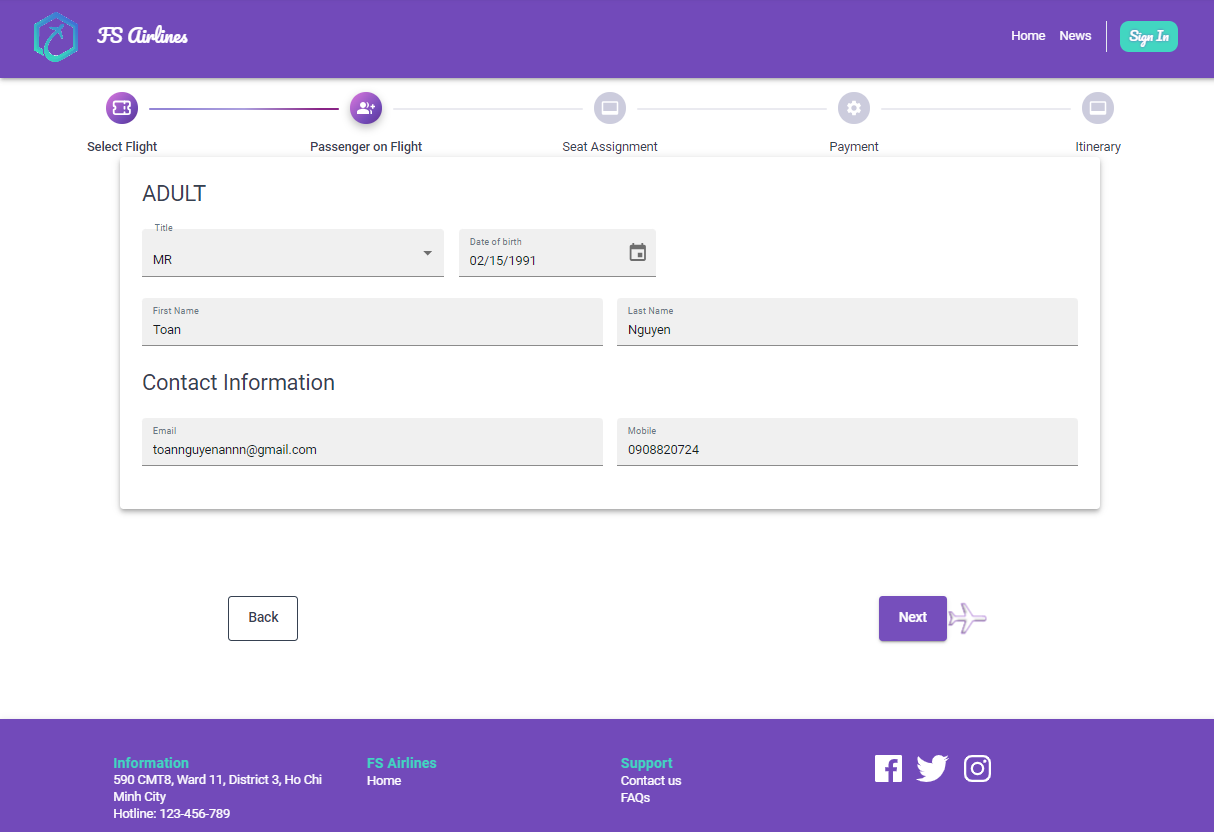 FS Airlines
Home News Sign In
Select Flight Passenger on Flight Seat Assignment Payment Itinerary
ADULT
Title
MR
Date of birth
02/15/1991
First Name
Toan
Last Name
Nguyen
Contact Information
Email
toannguyenannn@gmail.com
Mobile
0908820724
Back
Next
Information
590 CMT8, Ward 11, District 3, Ho Chi
Minh City
Hotline: 123-456-789
FS Airlines
Home
Support
Contact us
FAQs